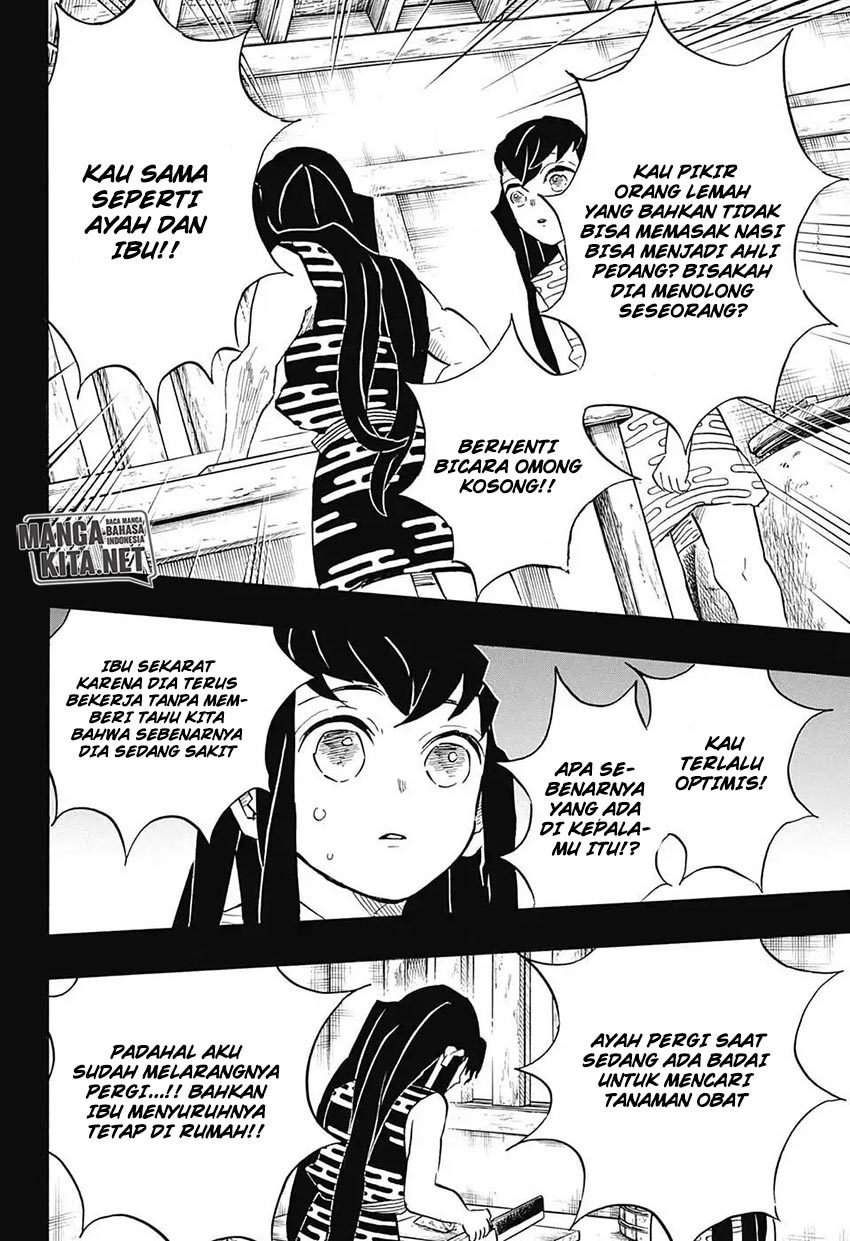 KAU PIKIR
ORANG LEMAH
YANG BAHKAN TIDAK
BISA MEMASAK NASI
BISA MENJADI AHLI
PEDANG? BISAKAH
DIA MENOLONG
SESEORANG?
KAU SAMA
SEPERTI
AYAH DAN
IBU!!
BERHENTI
BICARA OMONG
KOSONG!!
MANGA
KITA.NET
BACA MANGA
BAHASA
INDONESIA
KAU
TERLALU
OPTIMIS!
APA SE-
BENARNYA
YANG ADA
DI KEPALA-
MU ITU!?
IBU SEKARAT
KARENA DIA TERUS
BEKERJA TANPA MEM-
BERI TAHU KITA
BAHWA SEBENARNYA
DIA SEDANG SAKIT
AYAH PERGI SAAT
SEDANG ADA BADAI
UNTUK MENCARI
TANAMAN OBAT
PADAHAL AKU
SUDAH MELARANGNYA
PERGI...!! BAHKAN
IBU MENYURUHNYA
TETAP DI RUMAH!!